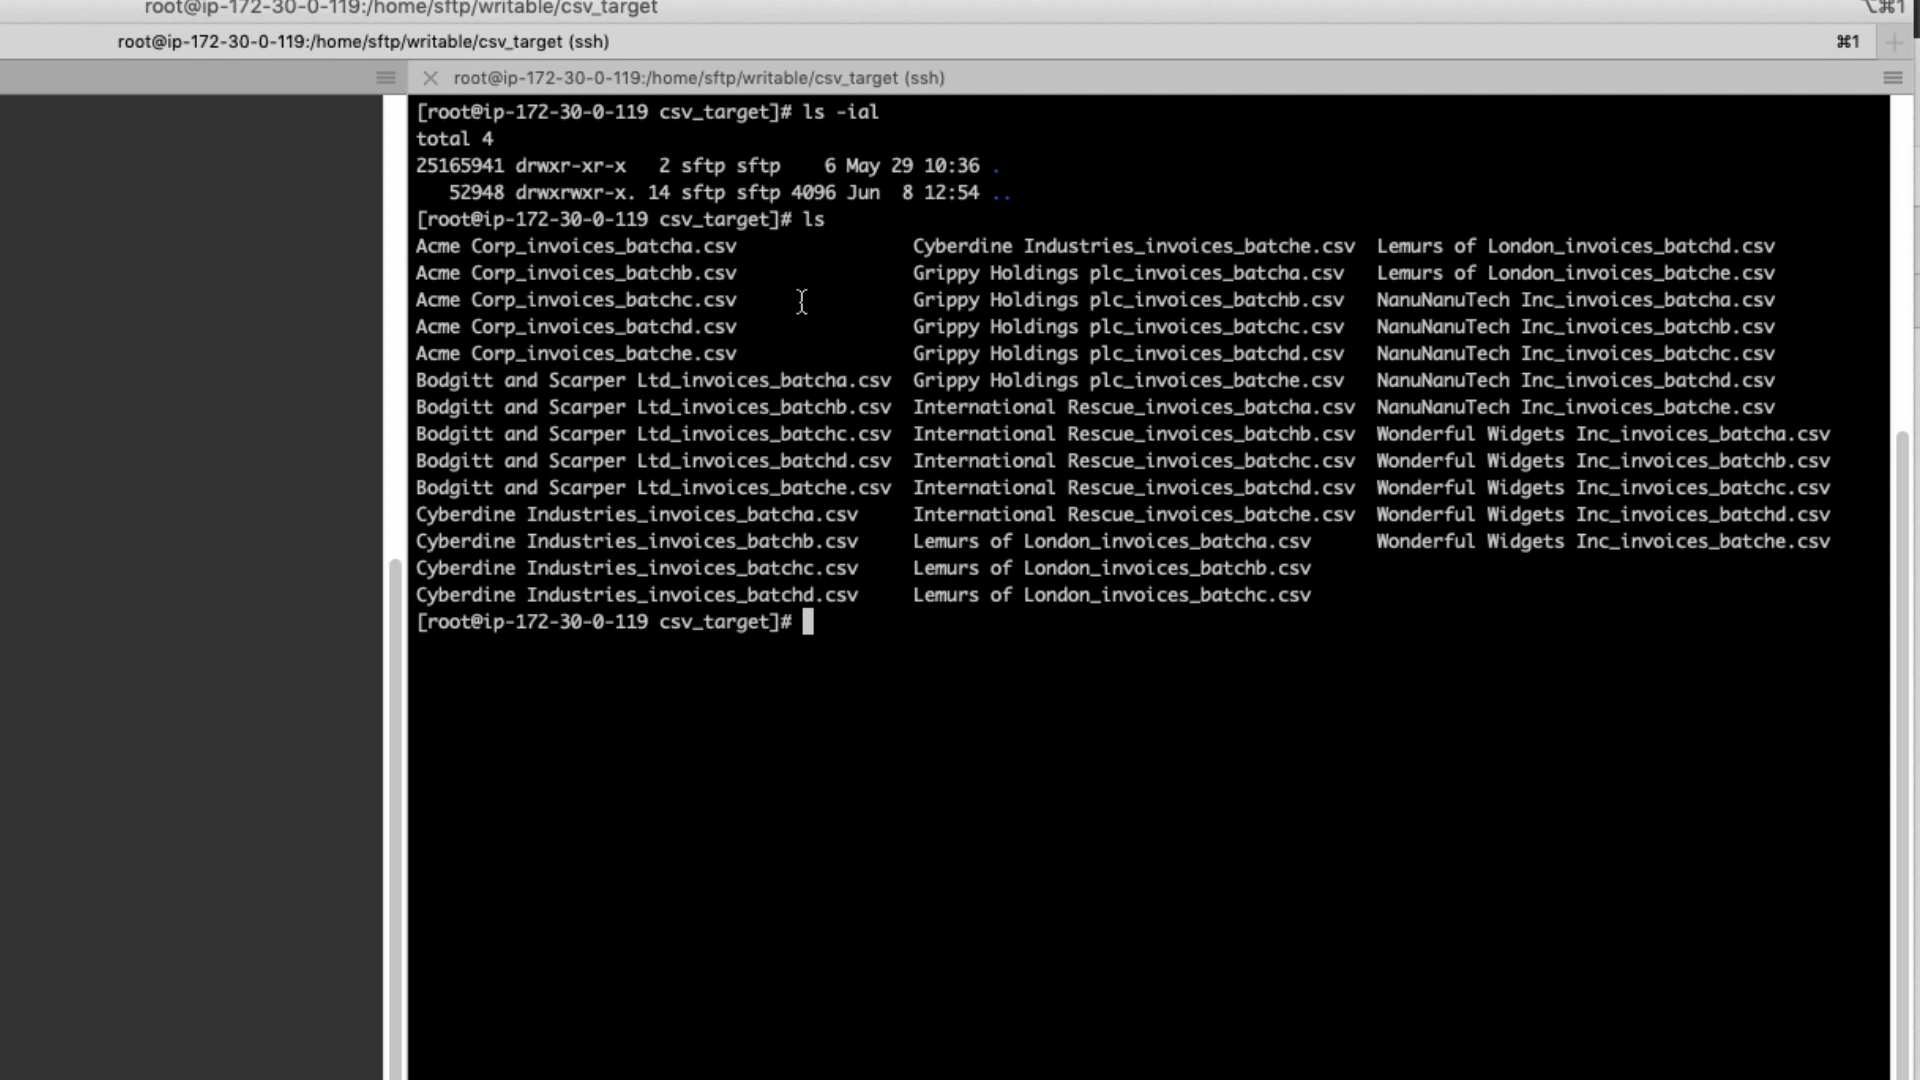 root@ip-172-30-0-119:/home/sftp/writable/csv_target ⌥⌘1
root@ip-172-30-0-119:/home/sftp/writable/csv_target (ssh) ⌘1
root@ip-172-30-0-119:/home/sftp/writable/csv_target (ssh)
[root@ip-172-30-0-119 csv_target]# ls -ial
total 4
25165941 drwxr-xr-x   2 sftp sftp    6 May 29 10:36 .
   52948 drwxrwxr-x. 14 sftp sftp 4096 Jun  8 12:54 ..
[root@ip-172-30-0-119 csv_target]# ls
Acme Corp_invoices_batcha.csv                Cyberdine Industries_invoices_batche.csv  Lemurs of London_invoices_batchd.csv
Acme Corp_invoices_batchb.csv                Grippy Holdings plc_invoices_batcha.csv   Lemurs of London_invoices_batche.csv
Acme Corp_invoices_batchc.csv                Grippy Holdings plc_invoices_batchb.csv   NanuNanuTech Inc_invoices_batcha.csv
Acme Corp_invoices_batchd.csv                Grippy Holdings plc_invoices_batchc.csv   NanuNanuTech Inc_invoices_batchb.csv
Acme Corp_invoices_batche.csv                Grippy Holdings plc_invoices_batchd.csv   NanuNanuTech Inc_invoices_batchc.csv
Bodgitt and Scarper Ltd_invoices_batcha.csv  Grippy Holdings plc_invoices_batche.csv   NanuNanuTech Inc_invoices_batchd.csv
Bodgitt and Scarper Ltd_invoices_batchb.csv  International Rescue_invoices_batcha.csv  NanuNanuTech Inc_invoices_batche.csv
Bodgitt and Scarper Ltd_invoices_batchc.csv  International Rescue_invoices_batchb.csv  Wonderful Widgets Inc_invoices_batcha.csv
Bodgitt and Scarper Ltd_invoices_batchd.csv  International Rescue_invoices_batchc.csv  Wonderful Widgets Inc_invoices_batchb.csv
Bodgitt and Scarper Ltd_invoices_batche.csv  International Rescue_invoices_batchd.csv  Wonderful Widgets Inc_invoices_batchc.csv
Cyberdine Industries_invoices_batcha.csv     International Rescue_invoices_batche.csv  Wonderful Widgets Inc_invoices_batchd.csv
Cyberdine Industries_invoices_batchb.csv     Lemurs of London_invoices_batcha.csv      Wonderful Widgets Inc_invoices_batche.csv
Cyberdine Industries_invoices_batchc.csv     Lemurs of London_invoices_batchb.csv
Cyberdine Industries_invoices_batchd.csv     Lemurs of London_invoices_batchc.csv
[root@ip-172-30-0-119 csv_target]#